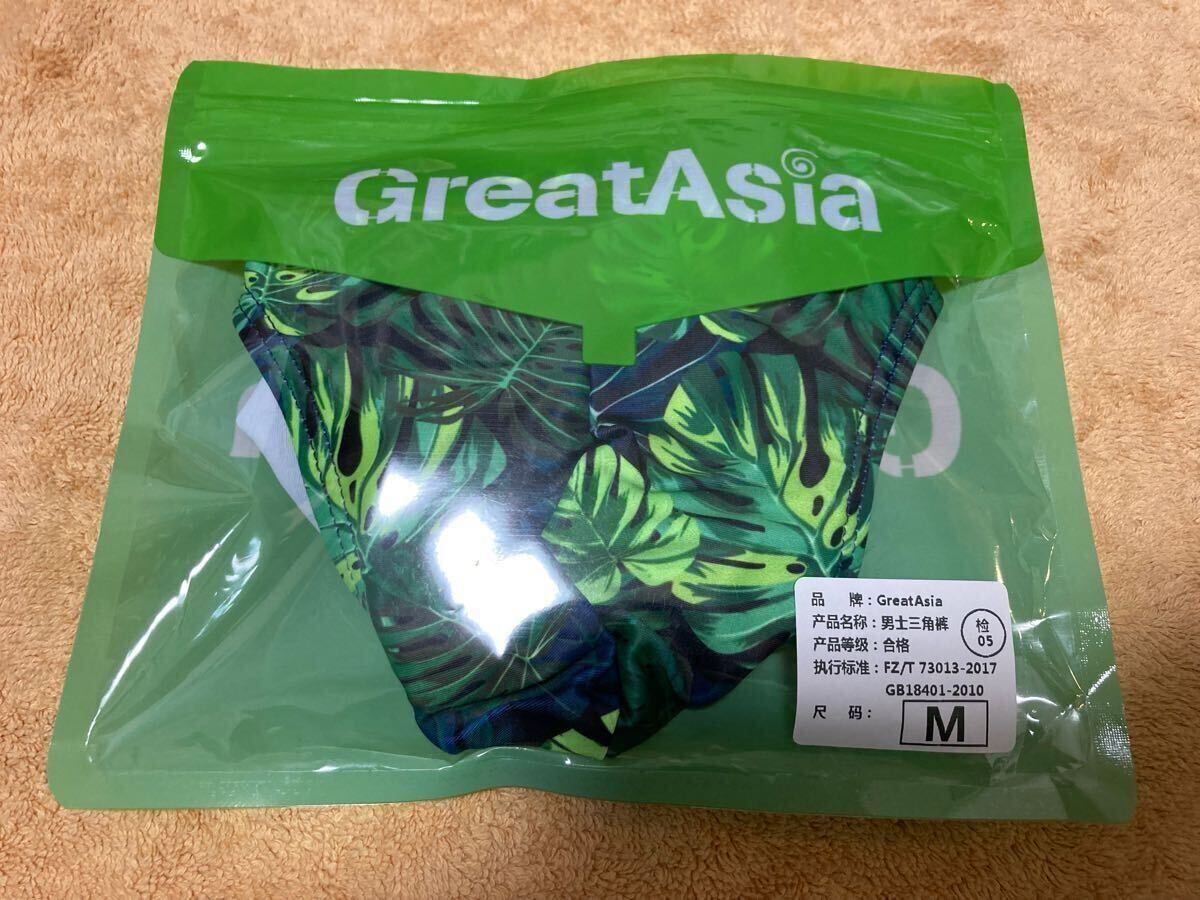 GreatAsia
品 牌：GreatAsia
产品名称：男士三角裤
产品等级：合格
检
05
执行标准：FZ/T 73013-2017
GB18401-2010
尺 码：
M